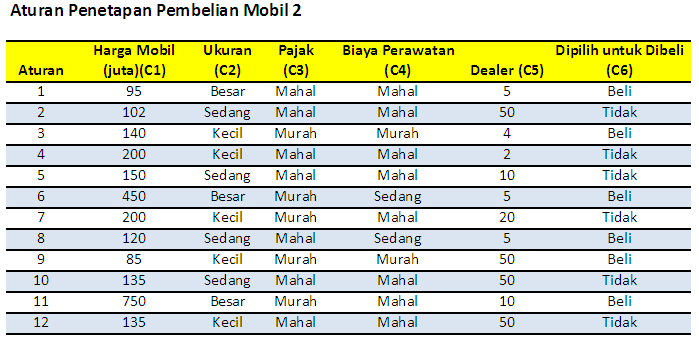 Aturan Penetapan Pembelian Mobil 2
Harga Mobil Ukuran Pajak Biaya Perawatan Dipilih untuk Dibeli
Aturan (juta)(C1) (C2) (C3) (C4) Dealer (C5) (C6)
1 95 Besar Mahal Mahal 5 Beli
2 102 Sedang Mahal Mahal 50 Tidak
3 140 Kecil Murah Murah 4 Beli
4 200 Kecil Mahal Mahal 2 Tidak
5 150 Sedang Mahal Mahal 10 Tidak
6 450 Besar Murah Sedang 5 Beli
7 200 Kecil Murah Mahal 20 Tidak
8 120 Sedang Mahal Sedang 5 Beli
9 85 Kecil Murah Murah 50 Beli
10 135 Sedang Mahal Mahal 50 Tidak
11 750 Besar Murah Mahal 10 Beli
12 135 Kecil Mahal Mahal 50 Tidak